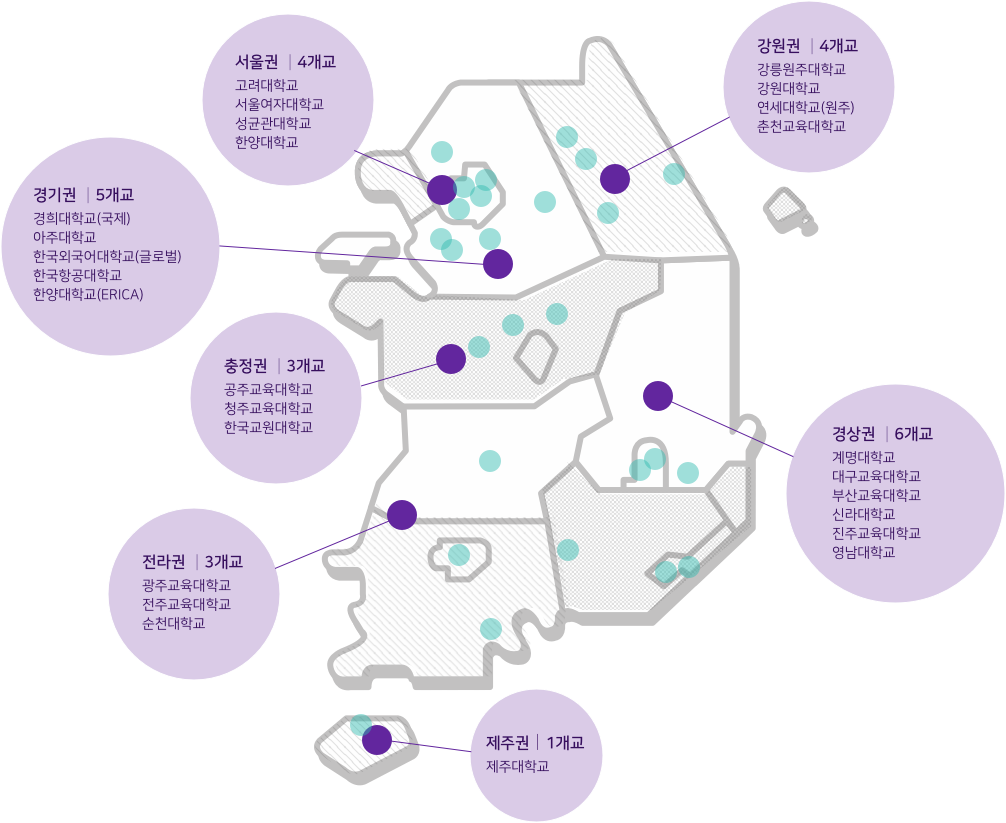 서울권 | 4개교
고려대학교
서울여자대학교
성균관대학교
한양대학교
강원권 | 4개교
강릉원주대학교
강원대학교
연세대학교(원주)
춘천교육대학교
경기권 | 5개교
경희대학교(국제)
아주대학교
한국외국어대학교(글로벌)
한국항공대학교
한양대학교(ERICA)
충정권 | 3개교
공주교육대학교
청주교육대학교
한국교원대학교
경상권 | 6개교
계명대학교
대구교육대학교
부산교육대학교
신라대학교
진주교육대학교
영남대학교
전라권 | 3개교
광주교육대학교
전주교육대학교
순천대학교
제주권 | 1개교
제주대학교